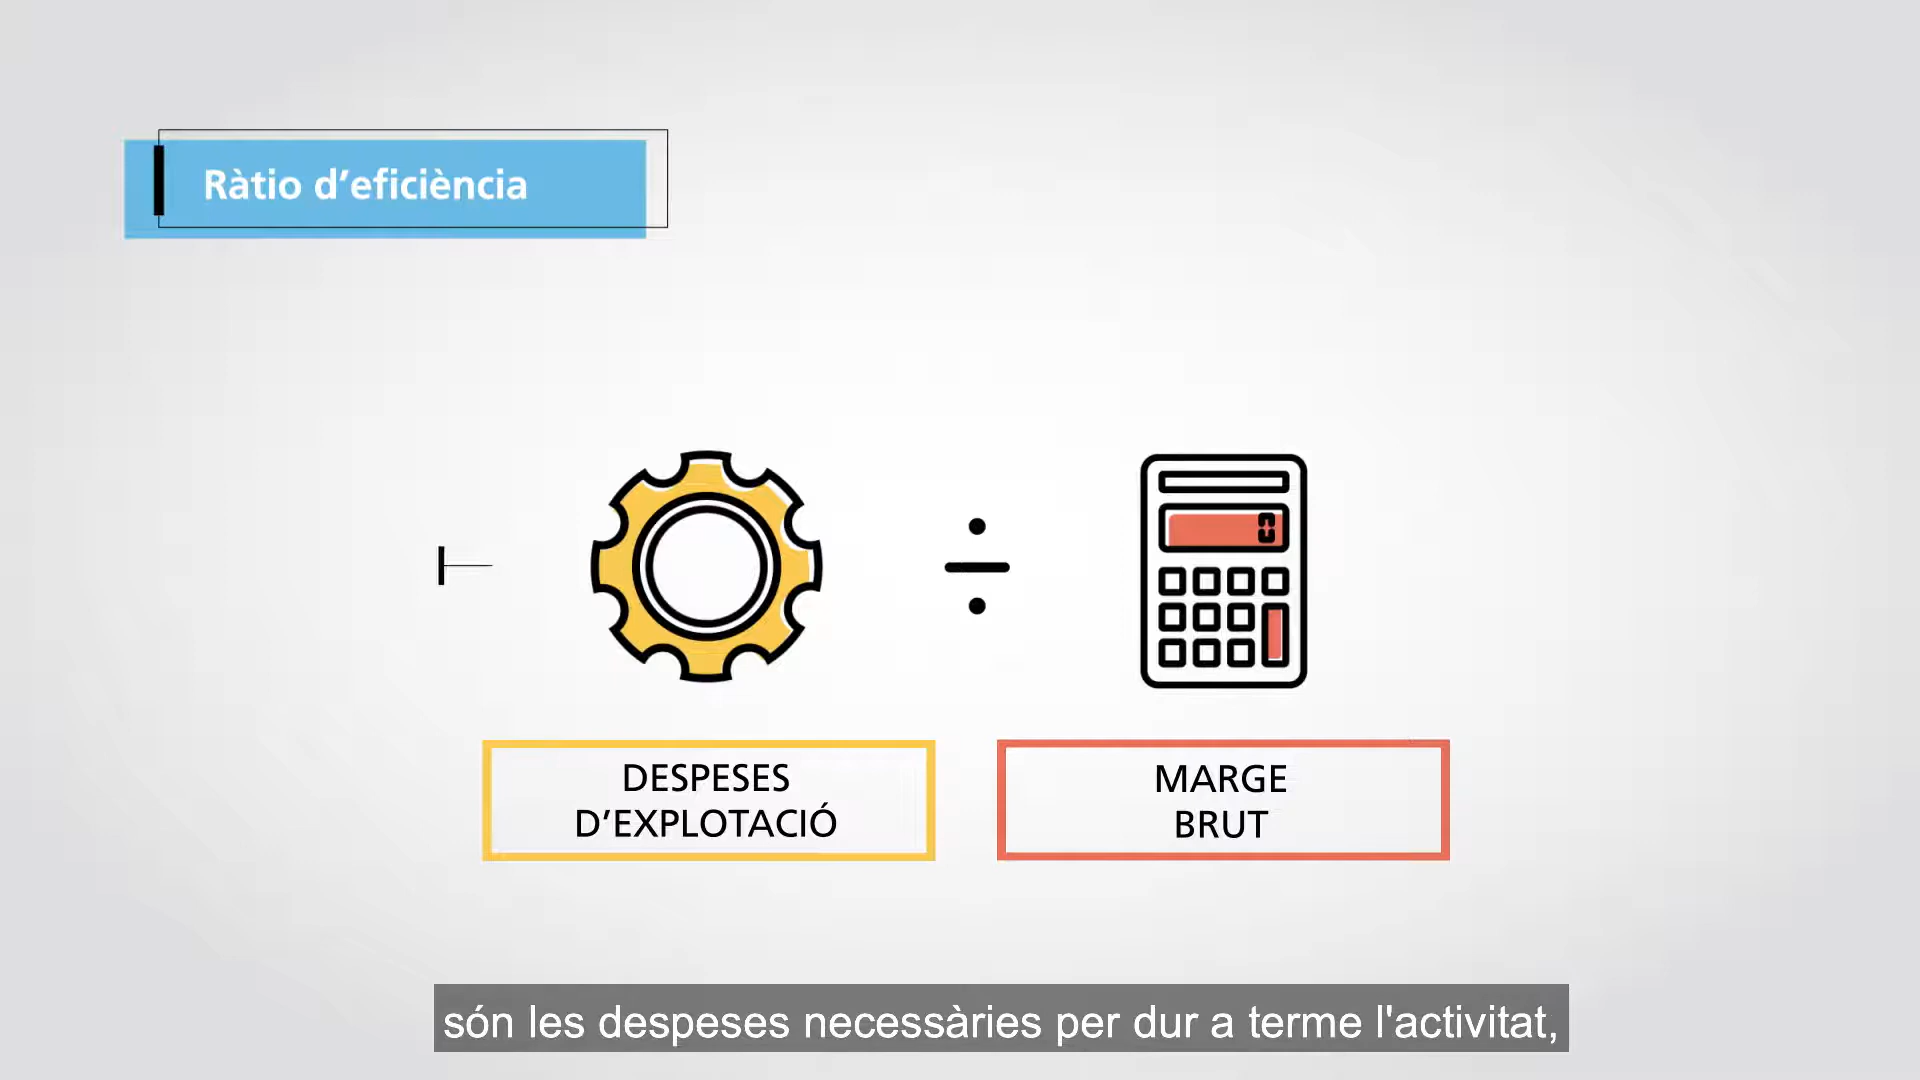 Ràtio d’eficiència
DESPESES
D’EXPLOTACIÓ
MARGE
BRUT
són les despeses necessàries per dur a terme l'activitat,